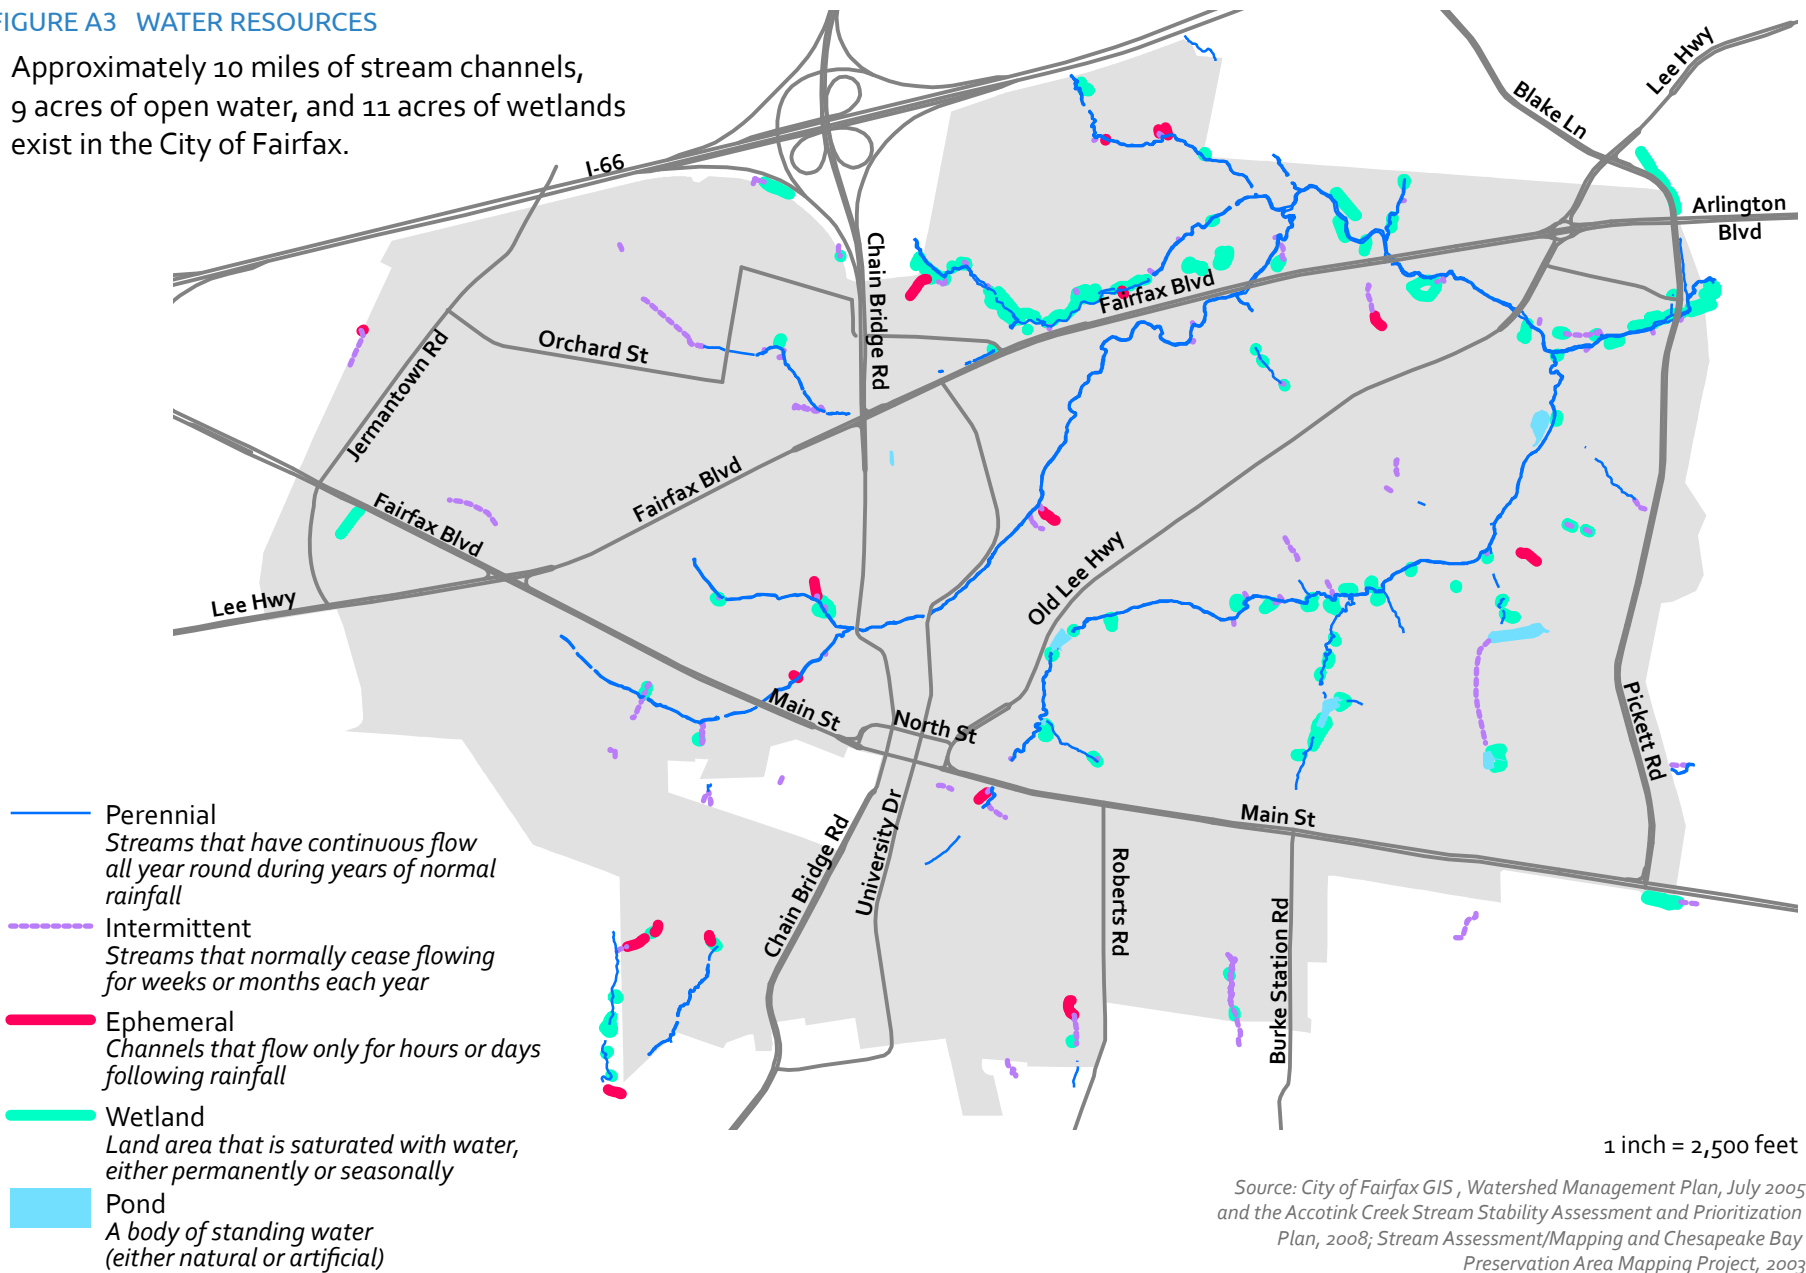 FIGURE A3 WATER RESOURCES
Approximately 10 miles of stream channels,
9 acres of open water, and 11 acres of wetlands
exist in the City of Fairfax.
I-66
Blake Ln
Lee Hwy
Arlington
Blvd
Chain Bridge Rd
Fairfax Blvd
Orchard St
Jermantown Rd
Fairfax Blvd
Fairfax Blvd
Lee Hwy
Old Lee Hwy
Main St
North St
Pickett Rd
Main St
Chain Bridge Rd
University Dr
Roberts Rd
Burke Station Rd
Perennial
Streams that have continuous flow
all year round during years of normal
rainfall
Intermittent
Streams that normally cease flowing
for weeks or months each year
Ephemeral
Channels that flow only for hours or days
following rainfall
Wetland
Land area that is saturated with water,
either permanently or seasonally
Pond
A body of standing water
(either natural or artificial)
1 inch = 2,500 feet
Source: City of Fairfax GIS , Watershed Management Plan, July 2005
and the Accotink Creek Stream Stability Assessment and Prioritization
Plan, 2008; Stream Assessment/Mapping and Chesapeake Bay
Preservation Area Mapping Project, 2003